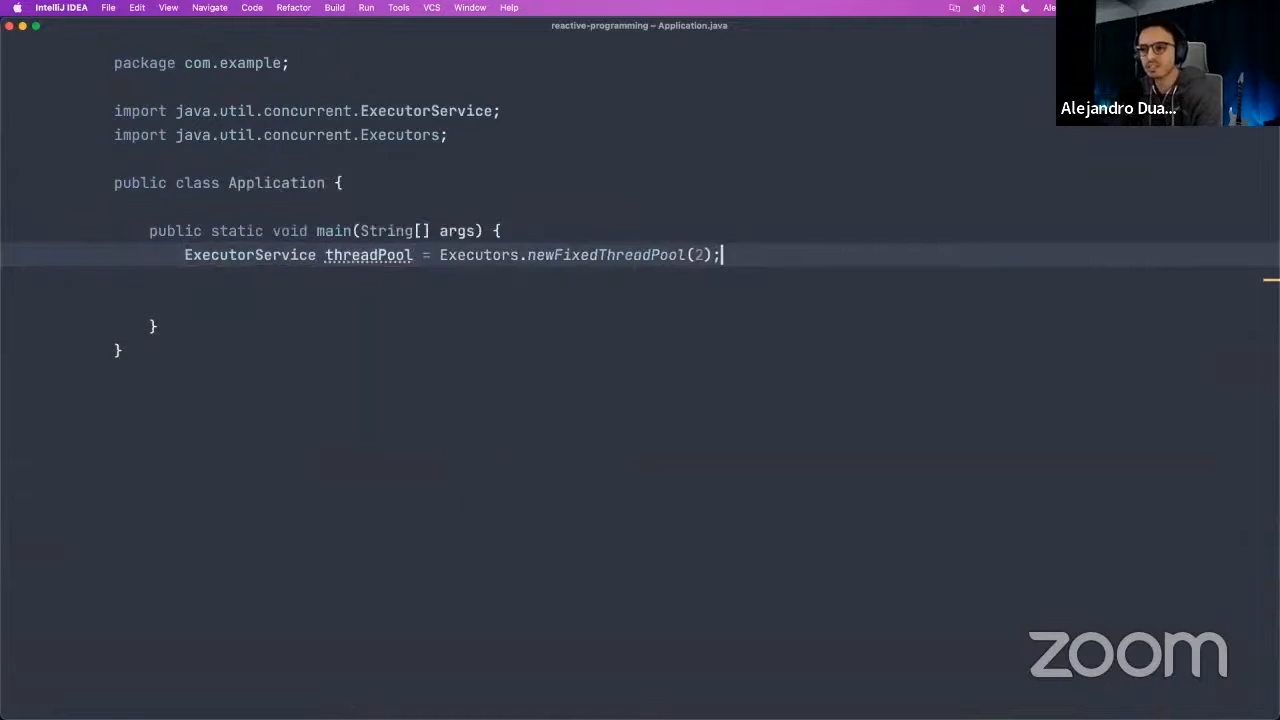 IntelliJ IDEA File Edit View Navigate Code Refactor Build Run Tools VCS Window Help Ale
reactive-programming – Application.java
Alejandro Dua...
package com.example;
import java.util.concurrent.ExecutorService;
import java.util.concurrent.Executors;
public class Application {
public static void main(String[] args) {
ExecutorService threadPool = Executors.newFixedThreadPool(2);
}
}
zoom